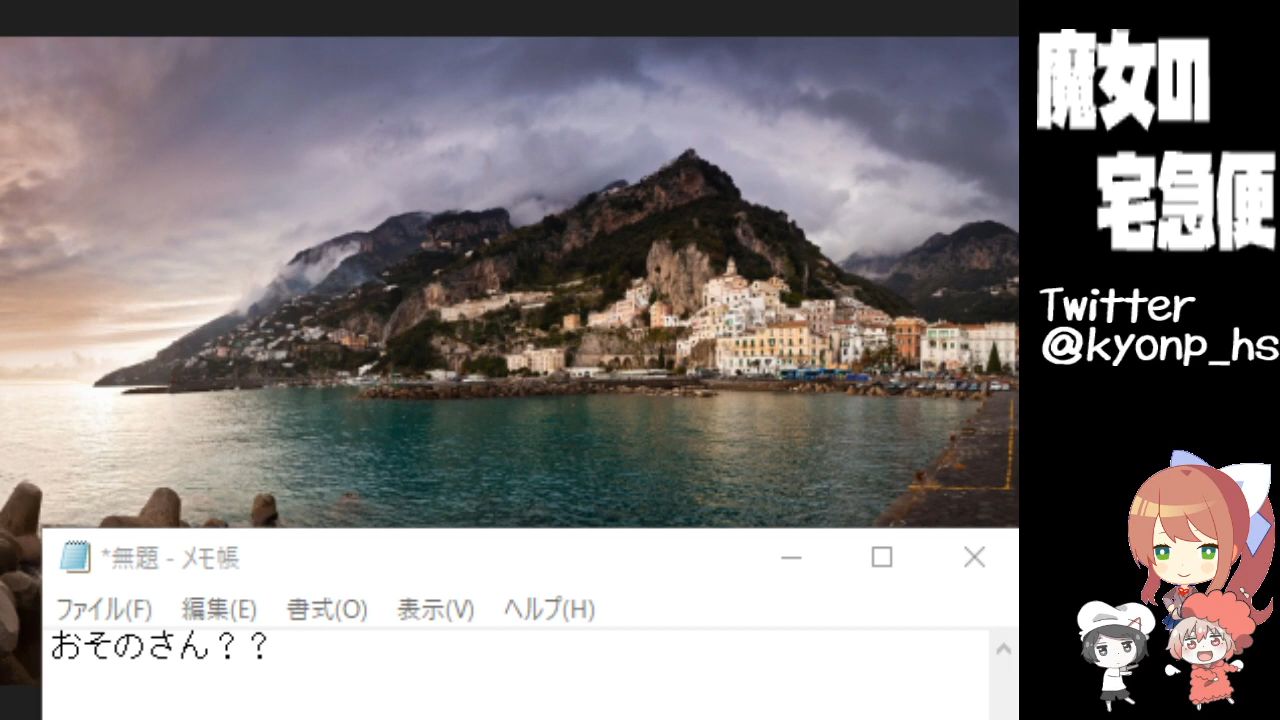 魔女の
宅急便
Twitter
@kyonp_hs
*無題 - メモ帳
ファイル(F) 編集(E) 書式(O) 表示(V) ヘルプ(H)
おそのさん？？